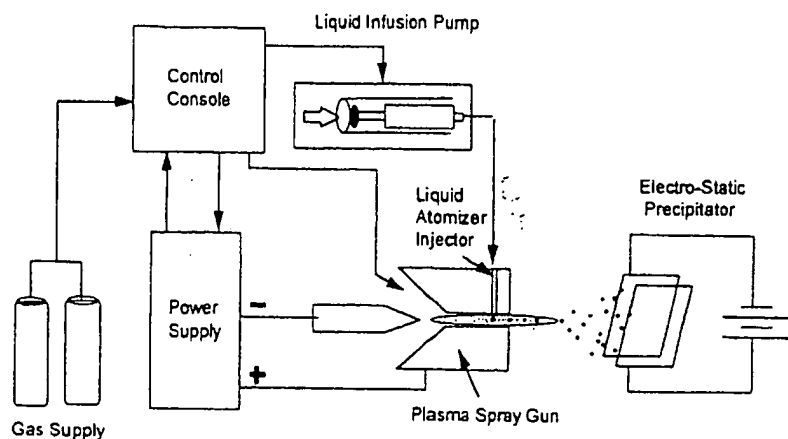 Liquid Infusion Pump
Control
Console
Liquid
Atomizer
Injector
Electro-Static
Precipitator
Power
Supply
−
+
Plasma Spray Gun
Gas Supply